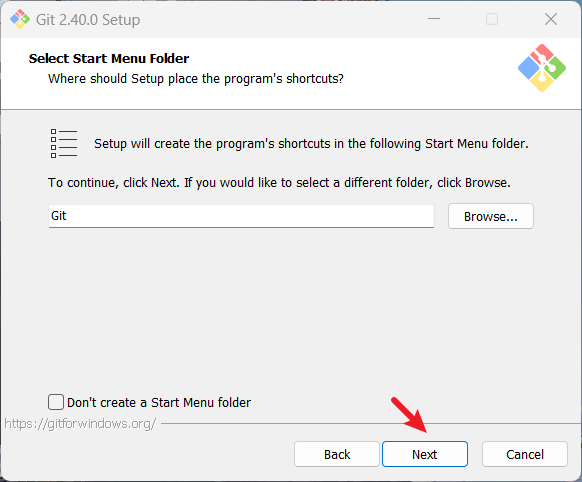 Git 2.40.0 Setup
Select Start Menu Folder
Where should Setup place the program's shortcuts?
Setup will create the program's shortcuts in the following Start Menu folder.
To continue, click Next. If you would like to select a different folder, click Browse.
Git
Browse...
Don't create a Start Menu folder
https://gitforwindows.org/
Back
Next
Cancel